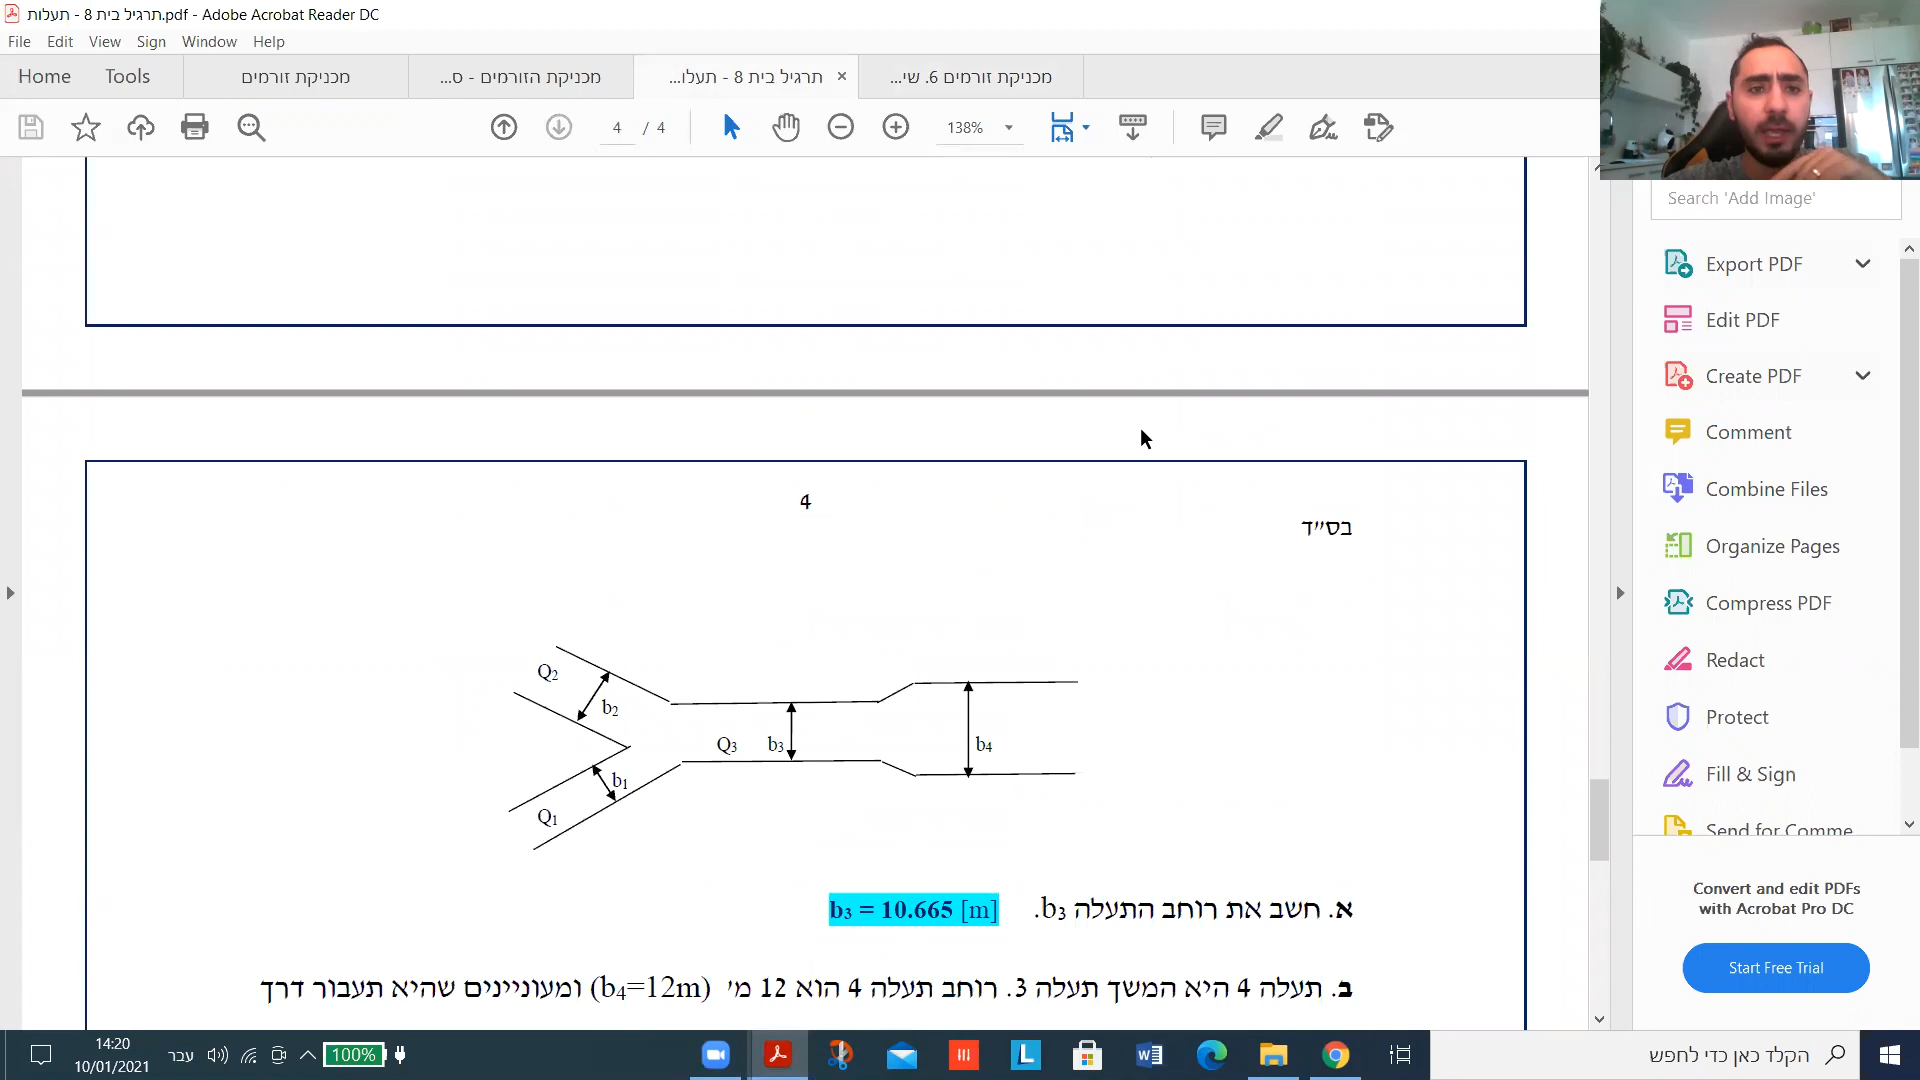 תרגיל בית 8 - תעלות.pdf - Adobe Acrobat Reader DC
File Edit View Sign Window Help
Home Tools מכניקת זורמים מכניקת הזורמים - ס... תרגיל בית 8 - תעלו... × מכניקת זורמים 6. שי...
4 / 4 138%
Search 'Add Image'
Export PDF
Edit PDF
Create PDF
Comment
Combine Files
Organize Pages
Compress PDF
Redact
Protect
Fill & Sign
Send for Comme
Convert and edit PDFs
with Acrobat Pro DC
Start Free Trial
4
בס״ד
Q2
b2
Q3 b3 b4
b1
Q1
א. חשב את רוחב התעלה b3. b3 = 10.665 [m]
ב. תעלה 4 היא המשך תעלה 3. רוחב תעלה 4 הוא 12 מ׳ (b4=12m) ומעוניינים שהיא תעבור דרך
14:20
10/01/2021
עבר
100%
הקלד כאן כדי לחפש